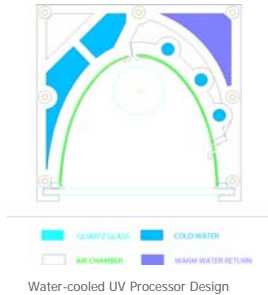 QUARTZ GLASS COLD WATER
AIR CHAMBER WARM WATER RETURN
Water-cooled UV Processor Design